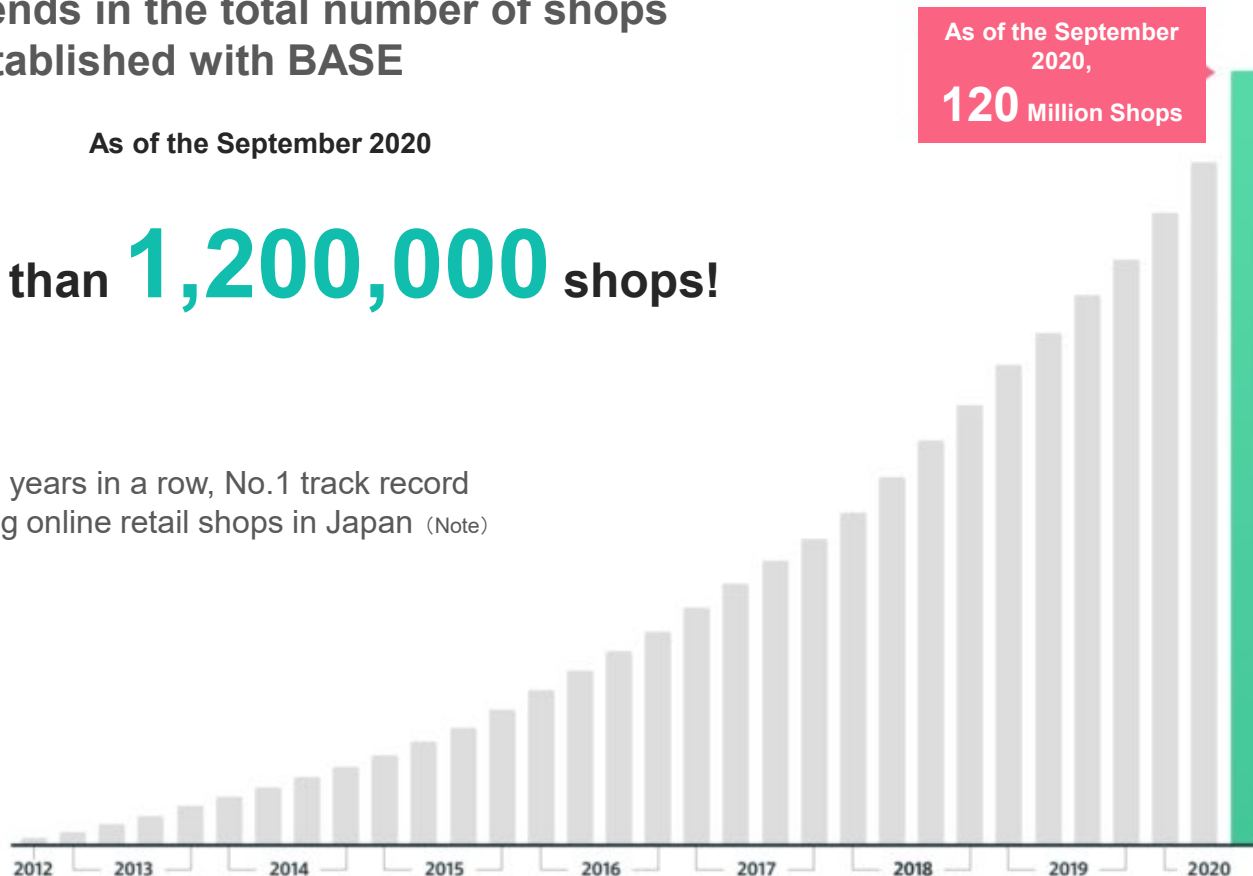 ends in the total number of shops
tablished with BASE
As of the September 2020
than 1,200,000 shops!
years in a row, No.1 track record
g online retail shops in Japan （Note）
As of the September
2020,
120 Million Shops
2012 2013 2014 2015 2016 2017 2018 2019 2020